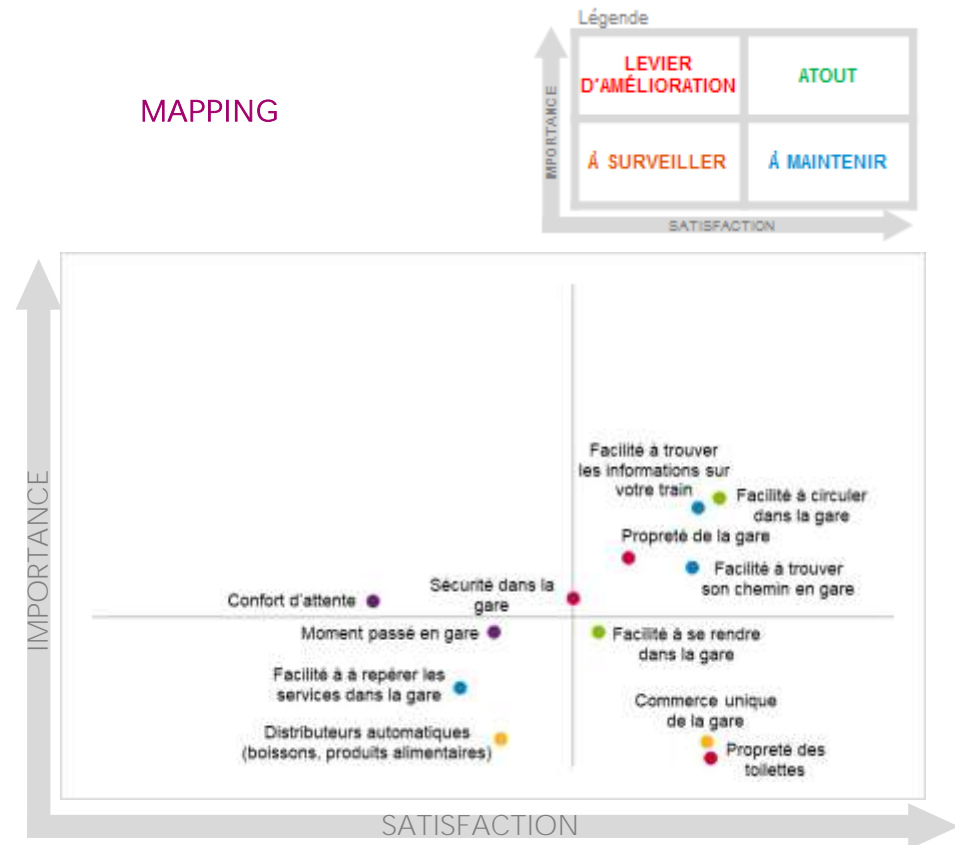 Légende
MAPPING
LEVIER
D'AMÉLIORATION
ATOUT
À SURVEILLER
À MAINTENIR
IMPORTANCE
SATISFACTION
Facilité à trouver
les informations sur
votre train
Facilité à circuler
dans la gare
Propreté de la gare
Facilité à trouver
son chemin en gare
Sécurité dans la
gare
Confort d'attente
Moment passé en gare
Facilité à se rendre
dans la gare
Facilité à à repérer les
services dans la gare
Commerce unique
de la gare
Distributeurs automatiques
(boissons, produits alimentaires)
Propreté des
toilettes
IMPORTANCE
SATISFACTION